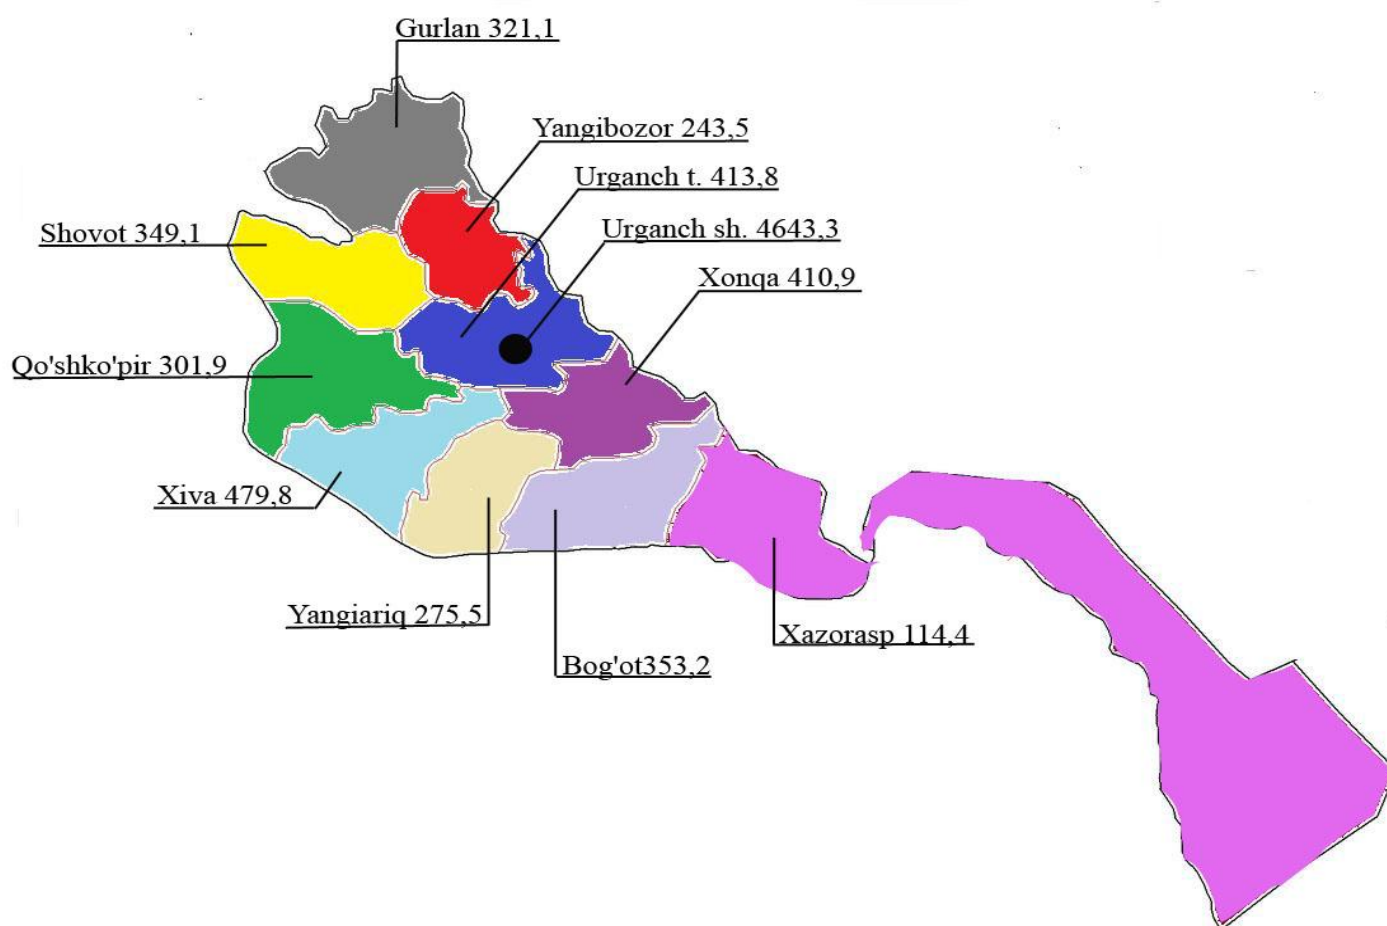 Gurlan 321,1
Yangibozor 243,5
Urganch t. 413,8
Shovot 349,1
Urganch sh. 4643,3
Xonqa 410,9
Qo'shko'pir 301,9
Xiva 479,8
Yangiariq 275,5
Xazorasp 114,4
Bog'ot353,2